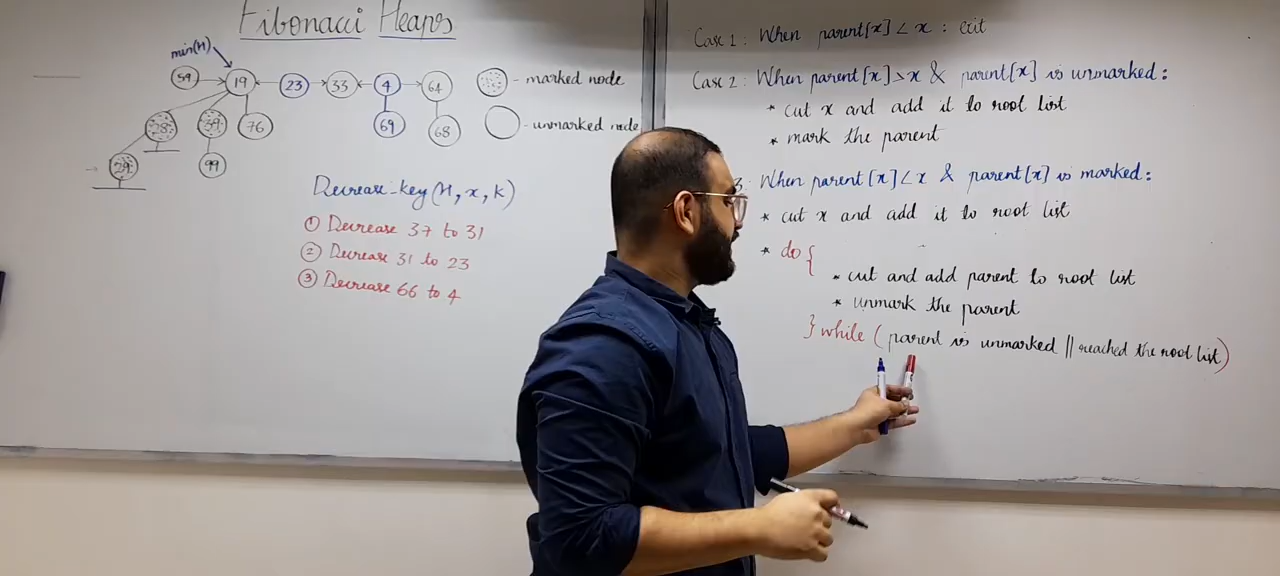 Fibonacci Heaps
min(H)
59 19 23 33 4 64
28 39 76 69 68
29 99
- marked node
- unmarked node
Decrease-key (H, x, k)
① Decrease 37 to 31
② Decrease 31 to 23
③ Decrease 66 to 4
Case 1: When parent[x] < x : exit
Case 2: When parent[x] > x & parent[x] is unmarked:
* cut x and add it to root list
* mark the parent
3: When parent[x] < x & parent[x] is marked:
* cut x and add it to root list
* do {
* cut and add parent to root list
* unmark the parent
} while (parent is unmarked || reached the root list)